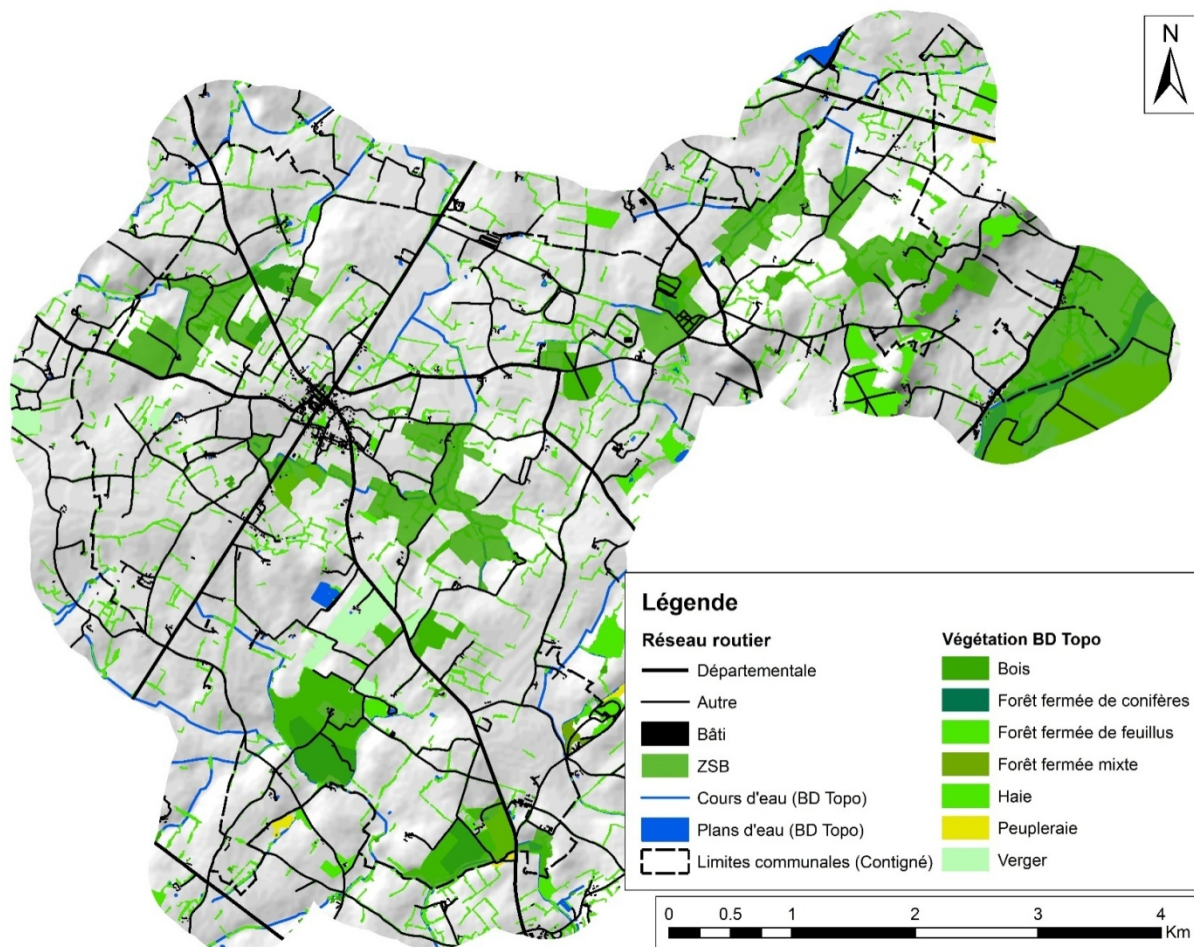 N
Légende
Réseau routier
Départementale
Autre
Bâti
ZSB
Cours d'eau (BD Topo)
Plans d'eau (BD Topo)
Limites communales (Contigné)
Végétation BD Topo
Bois
Forêt fermée de conifères
Forêt fermée de feuillus
Forêt fermée mixte
Haie
Peupleraie
Verger
0 0.5 1 2 3 4
Km